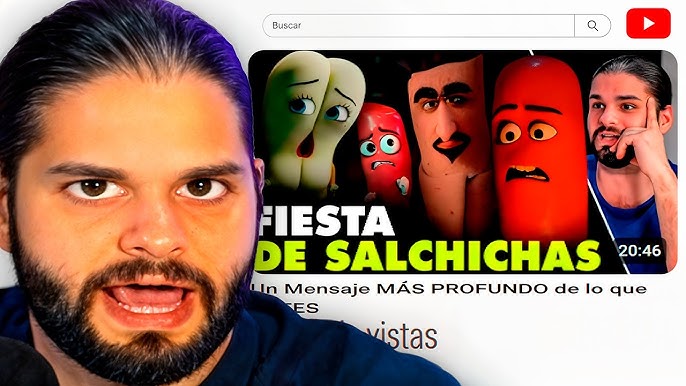 Buscar
FIESTA
DE SALCHICHAS
20:46
Un Mensaje MÁS PROFUNDO de lo que
vistas